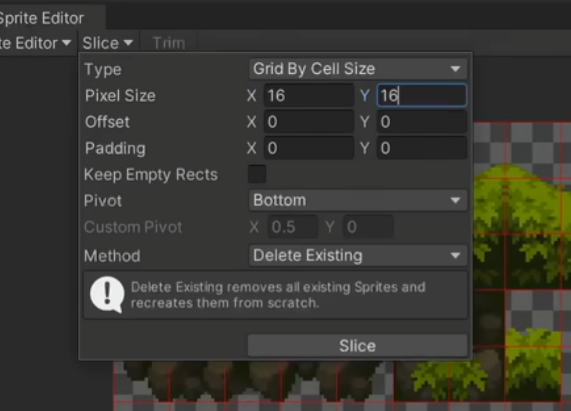 Sprite Editor
te Editor Slice Trim
Type Grid By Cell Size
Pixel Size X 16 Y 16
Offset X 0 Y 0
Padding X 0 Y 0
Keep Empty Rects
Pivot Bottom
Custom Pivot X 0.5 Y 0
Method Delete Existing
Delete Existing removes all existing Sprites and
recreates them from scratch.
Slice